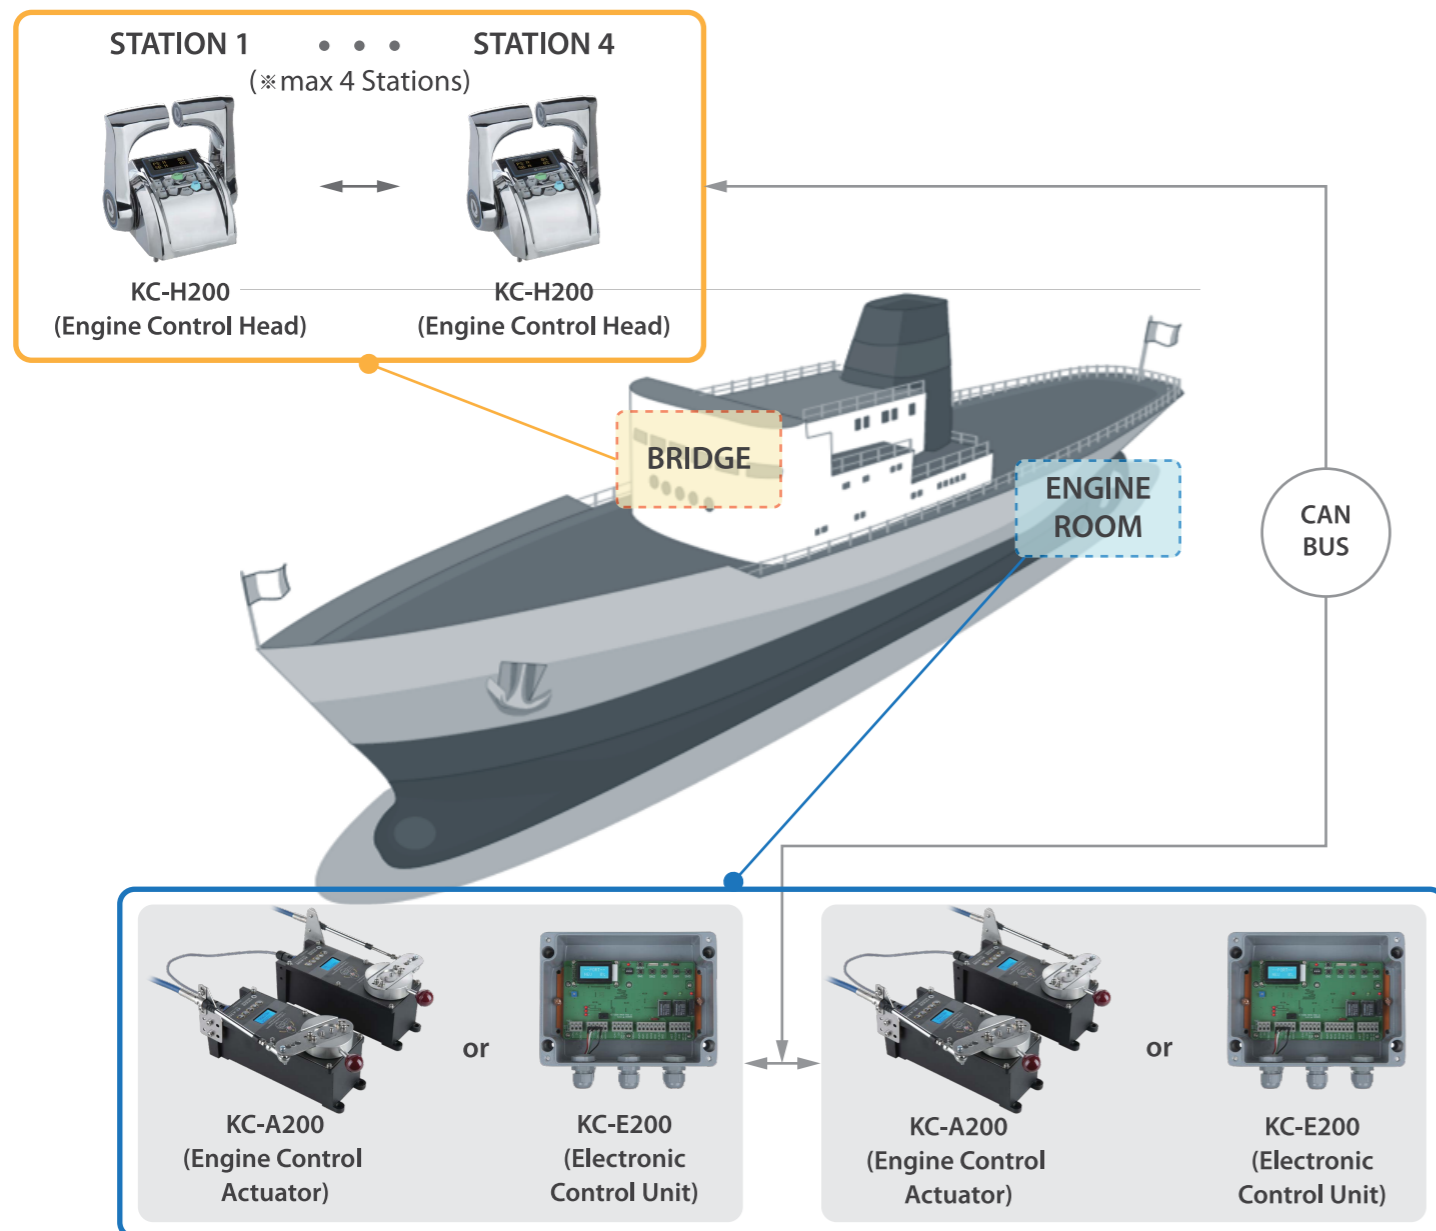 STATION 1 • • • STATION 4
(※max 4 Stations)
KC-H200
(Engine Control Head)
KC-H200
(Engine Control Head)
BRIDGE
ENGINE
ROOM
CAN
BUS
KC-A200
(Engine Control
Actuator)
or
KC-E200
(Electronic
Control Unit)
KC-A200
(Engine Control
Actuator)
or
KC-E200
(Electronic
Control Unit)